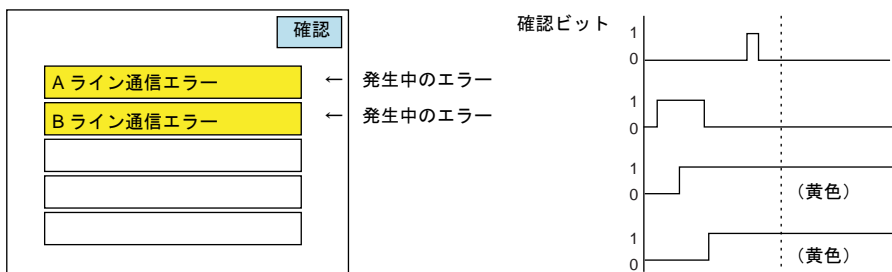 確認
A ライン通信エラー
← 発生中のエラー
B ライン通信エラー
← 発生中のエラー
確認ビット
1
0
1
0
1
0
(黄色)
1
0
(黄色)